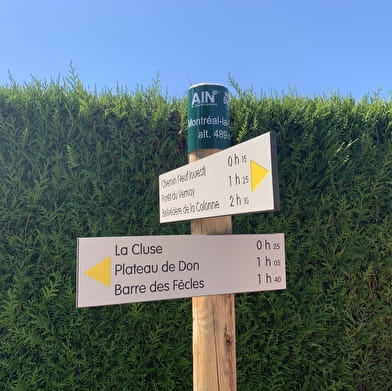 AIN
Montréal-la-
alt. 489
Chemin Neuf (ouest) 0 h 15
Forêt du Vernay 1 h 25
Belvédère de la Colonne 2 h 10
La Cluse 0 h 25
Plateau de Don 1 h 05
Barre des Fècles 1 h 40